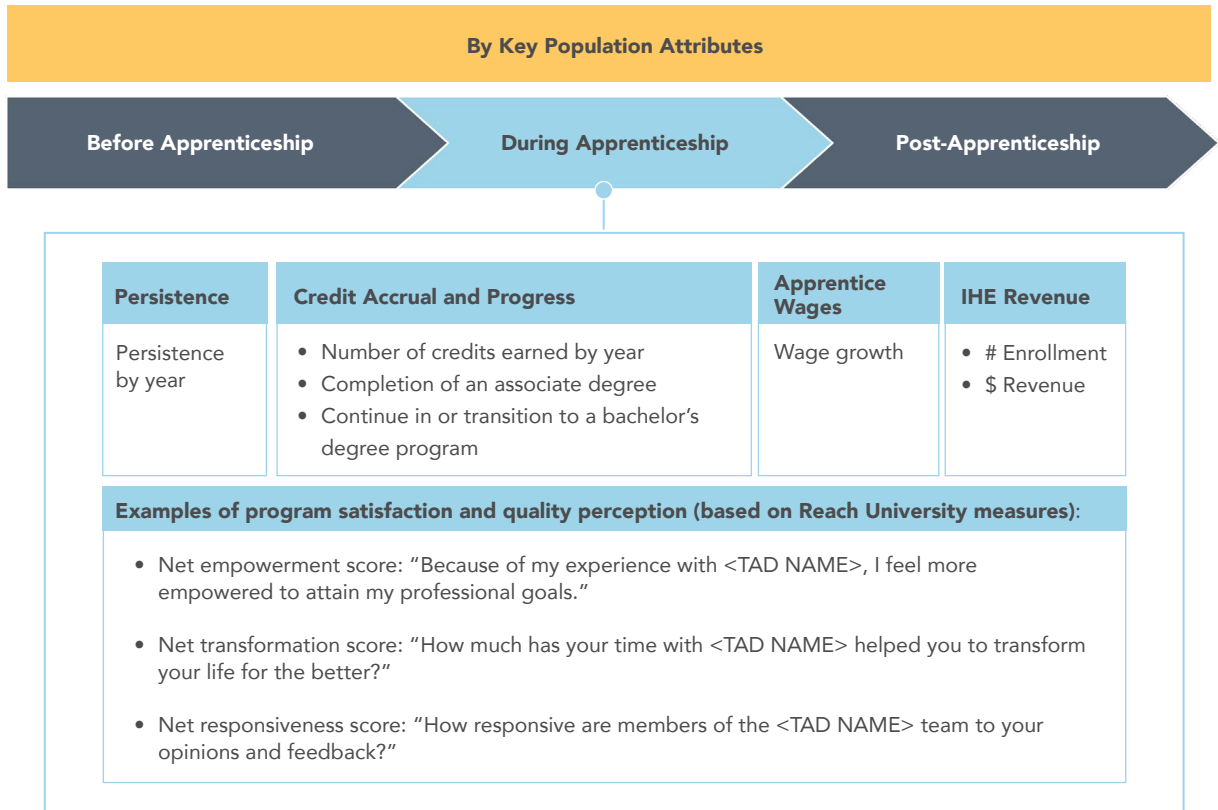 By Key Population Attributes
Before Apprenticeship
During Apprenticeship
Post-Apprenticeship
Persistence
Persistence
by year
Credit Accrual and Progress
• Number of credits earned by year
• Completion of an associate degree
• Continue in or transition to a bachelor’s
degree program
Apprentice
Wages
Wage growth
IHE Revenue
• # Enrollment
• $ Revenue
Examples of program satisfaction and quality perception (based on Reach University measures):
• Net empowerment score: “Because of my experience with <TAD NAME>, I feel more
empowered to attain my professional goals.”
• Net transformation score: “How much has your time with <TAD NAME> helped you to transform
your life for the better?”
• Net responsiveness score: “How responsive are members of the <TAD NAME> team to your
opinions and feedback?”